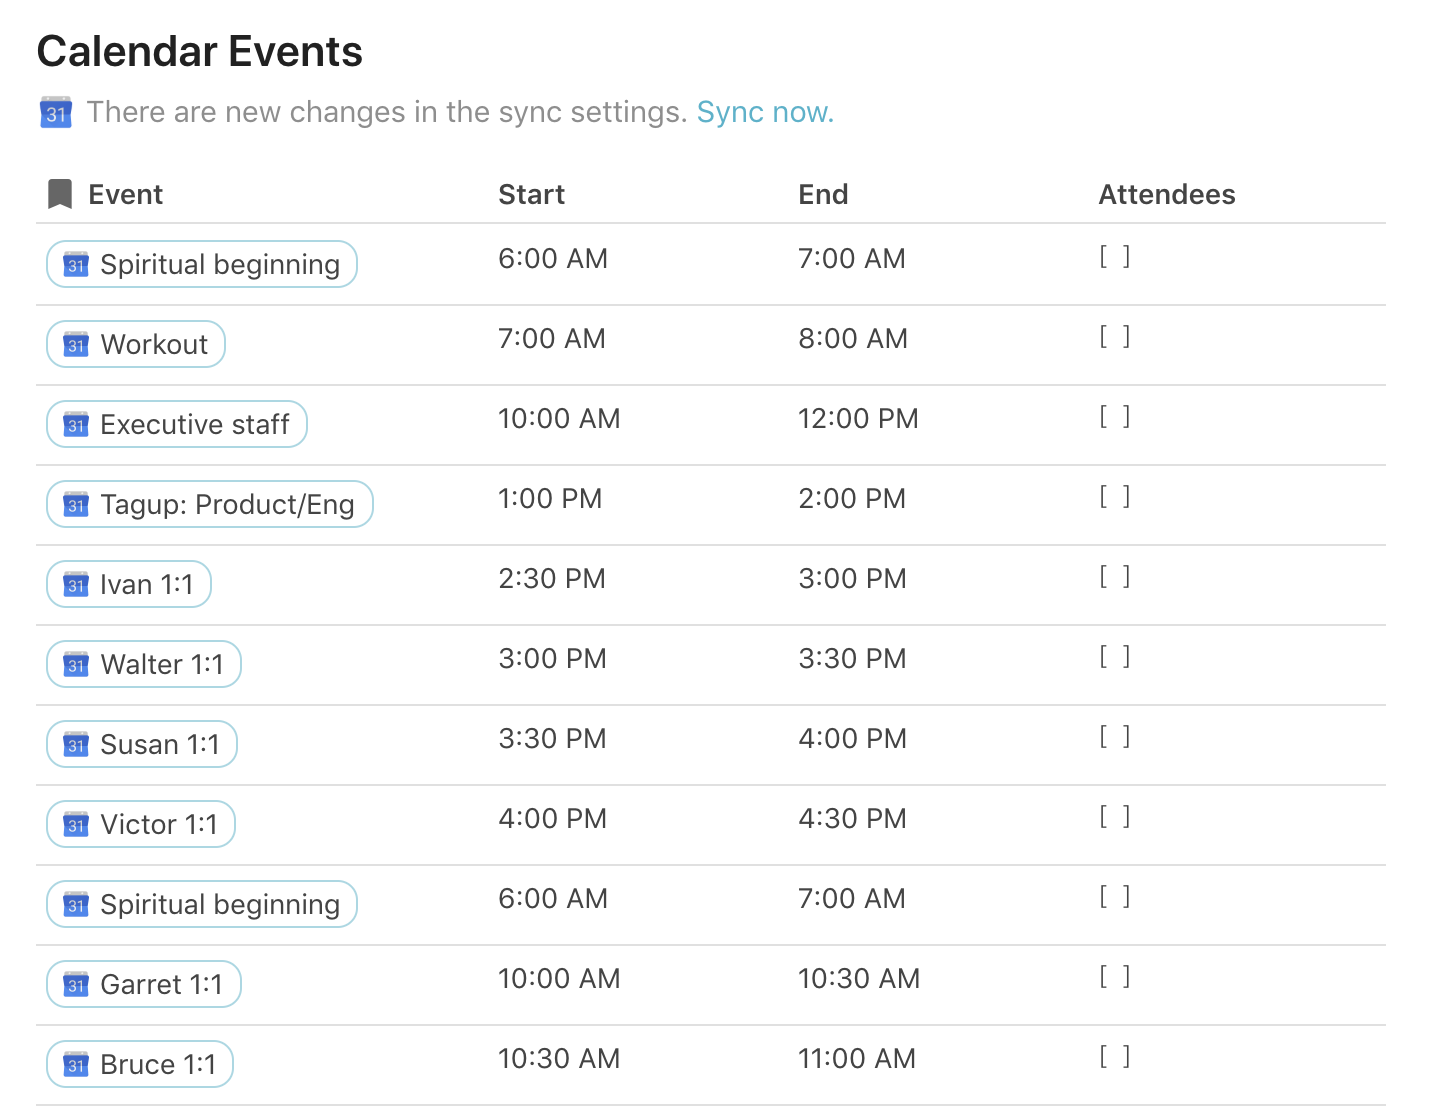 Calendar Events
31 There are new changes in the sync settings. Sync now.
Event Start End Attendees
31 Spiritual beginning 6:00 AM 7:00 AM [ ]
31 Workout 7:00 AM 8:00 AM [ ]
31 Executive staff 10:00 AM 12:00 PM [ ]
31 Tagup: Product/Eng 1:00 PM 2:00 PM [ ]
31 Ivan 1:1 2:30 PM 3:00 PM [ ]
31 Walter 1:1 3:00 PM 3:30 PM [ ]
31 Susan 1:1 3:30 PM 4:00 PM [ ]
31 Victor 1:1 4:00 PM 4:30 PM [ ]
31 Spiritual beginning 6:00 AM 7:00 AM [ ]
31 Garret 1:1 10:00 AM 10:30 AM [ ]
31 Bruce 1:1 10:30 AM 11:00 AM [ ]